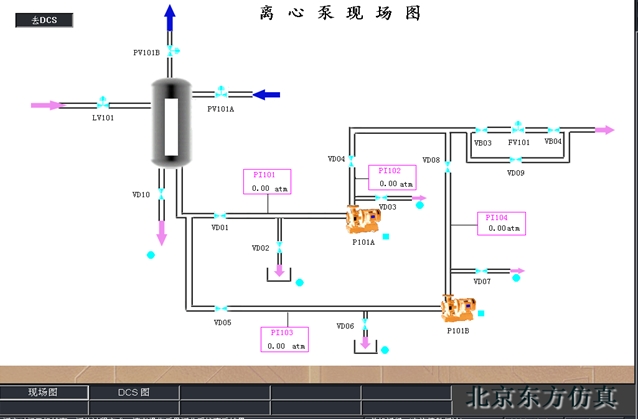 离心泵现场图
去DCS
PV101B
LV101
PV101A
VD04
VD08
VB03
FV101
VB04
VD09
PI101
0.00 atm
PI102
0.00 atm
VD10
VD03
VD01
PI104
0.00 atm
VD02
P101A
VD07
VD05
VD06
P101B
PI103
0.00 atm
现场图
DCS 图
北京东方仿真